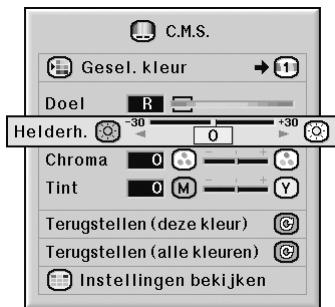 C.M.S.
Gesel. kleur 1
Doel R
Helderh. -30 0 +30
Chroma 0 - +
Tint 0 M - + Y
Terugstellen (deze kleur)
Terugstellen (alle kleuren)
Instellingen bekijken